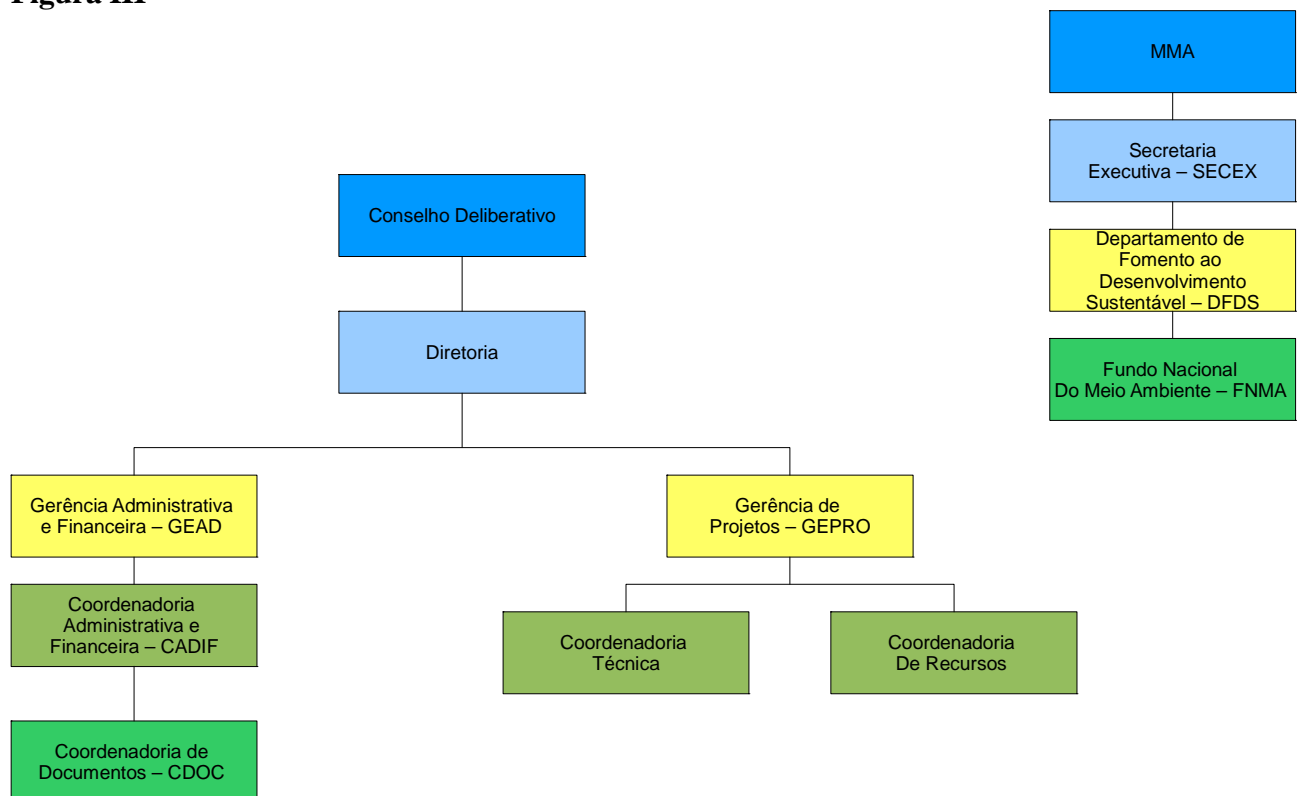 Figura III
MMA
Secretaria
Executiva – SECEX
Conselho Deliberativo
Departamento de
Fomento ao
Desenvolvimento
Sustentável – DFDS
Diretoria
Fundo Nacional
Do Meio Ambiente – FNMA
Gerência Administrativa
e Financeira – GEAD
Gerência de
Projetos – GEPRO
Coordenadoria
Administrativa e
Financeira – CADIF
Coordenadoria
Técnica
Coordenadoria
De Recursos
Coordenadoria de
Documentos – CDOC